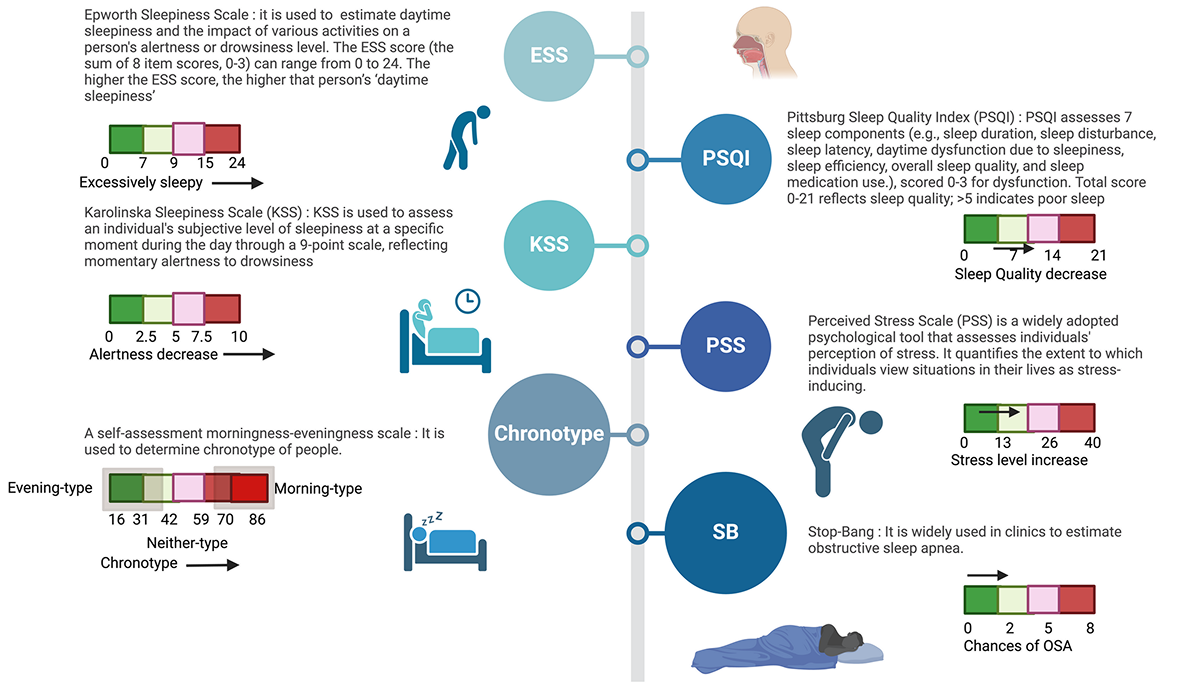 Epworth Sleepiness Scale : it is used to estimate daytime
sleepiness and the impact of various activities on a
person's alertness or drowsiness level. The ESS score (the
sum of 8 item scores, 0-3) can range from 0 to 24. The
higher the ESS score, the higher that person's ‘daytime
sleepiness’
0 7 9 15 24
Excessively sleepy
ESS
Pittsburg Sleep Quality Index (PSQI) : PSQI assesses 7
sleep components (e.g., sleep duration, sleep disturbance,
sleep latency, daytime dysfunction due to sleepiness,
sleep efficiency, overall sleep quality, and sleep
medication use.), scored 0-3 for dysfunction. Total score
0-21 reflects sleep quality; >5 indicates poor sleep
0 7 14 21
Sleep Quality decrease
PSQI
Karolinska Sleepiness Scale (KSS) : KSS is used to assess
an individual's subjective level of sleepiness at a specific
moment during the day through a 9-point scale, reflecting
momentary alertness to drowsiness
0 2.5 5 7.5 10
Alertness decrease
KSS
Perceived Stress Scale (PSS) is a widely adopted
psychological tool that assesses individuals'
perception of stress. It quantifies the extent to which
individuals view situations in their lives as stress-
inducing.
0 13 26 40
Stress level increase
PSS
A self-assessment morningness-eveningness scale : It is
used to determine chronotype of people.
Evening-type
Morning-type
16 31 42 59 70 86
Neither-type
Chronotype
Chronotype
zzz
SB
Stop-Bang : It is widely used in clinics to estimate
obstructive sleep apnea.
0 2 5 8
Chances of OSA